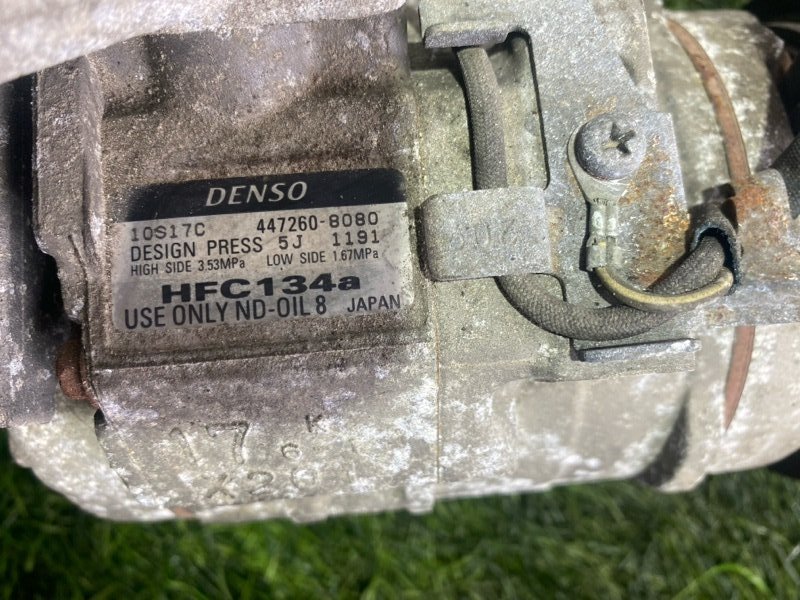 DENSO
10S17C 447260-8080
DESIGN PRESS 5J 1191
HIGH SIDE 3.53MPa LOW SIDE 1.67MPa
HFC134a
USE ONLY ND-OIL 8 JAPAN
17